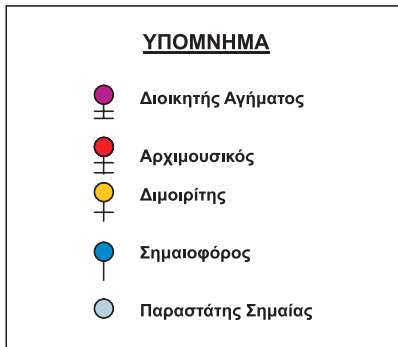 ΥΠΟΜΝΗΜΑ
Διοικητής Αγήματος
Αρχιμουσικός
Διμοιρίτης
Σημαιοφόρος
Παραστάτης Σημαίας